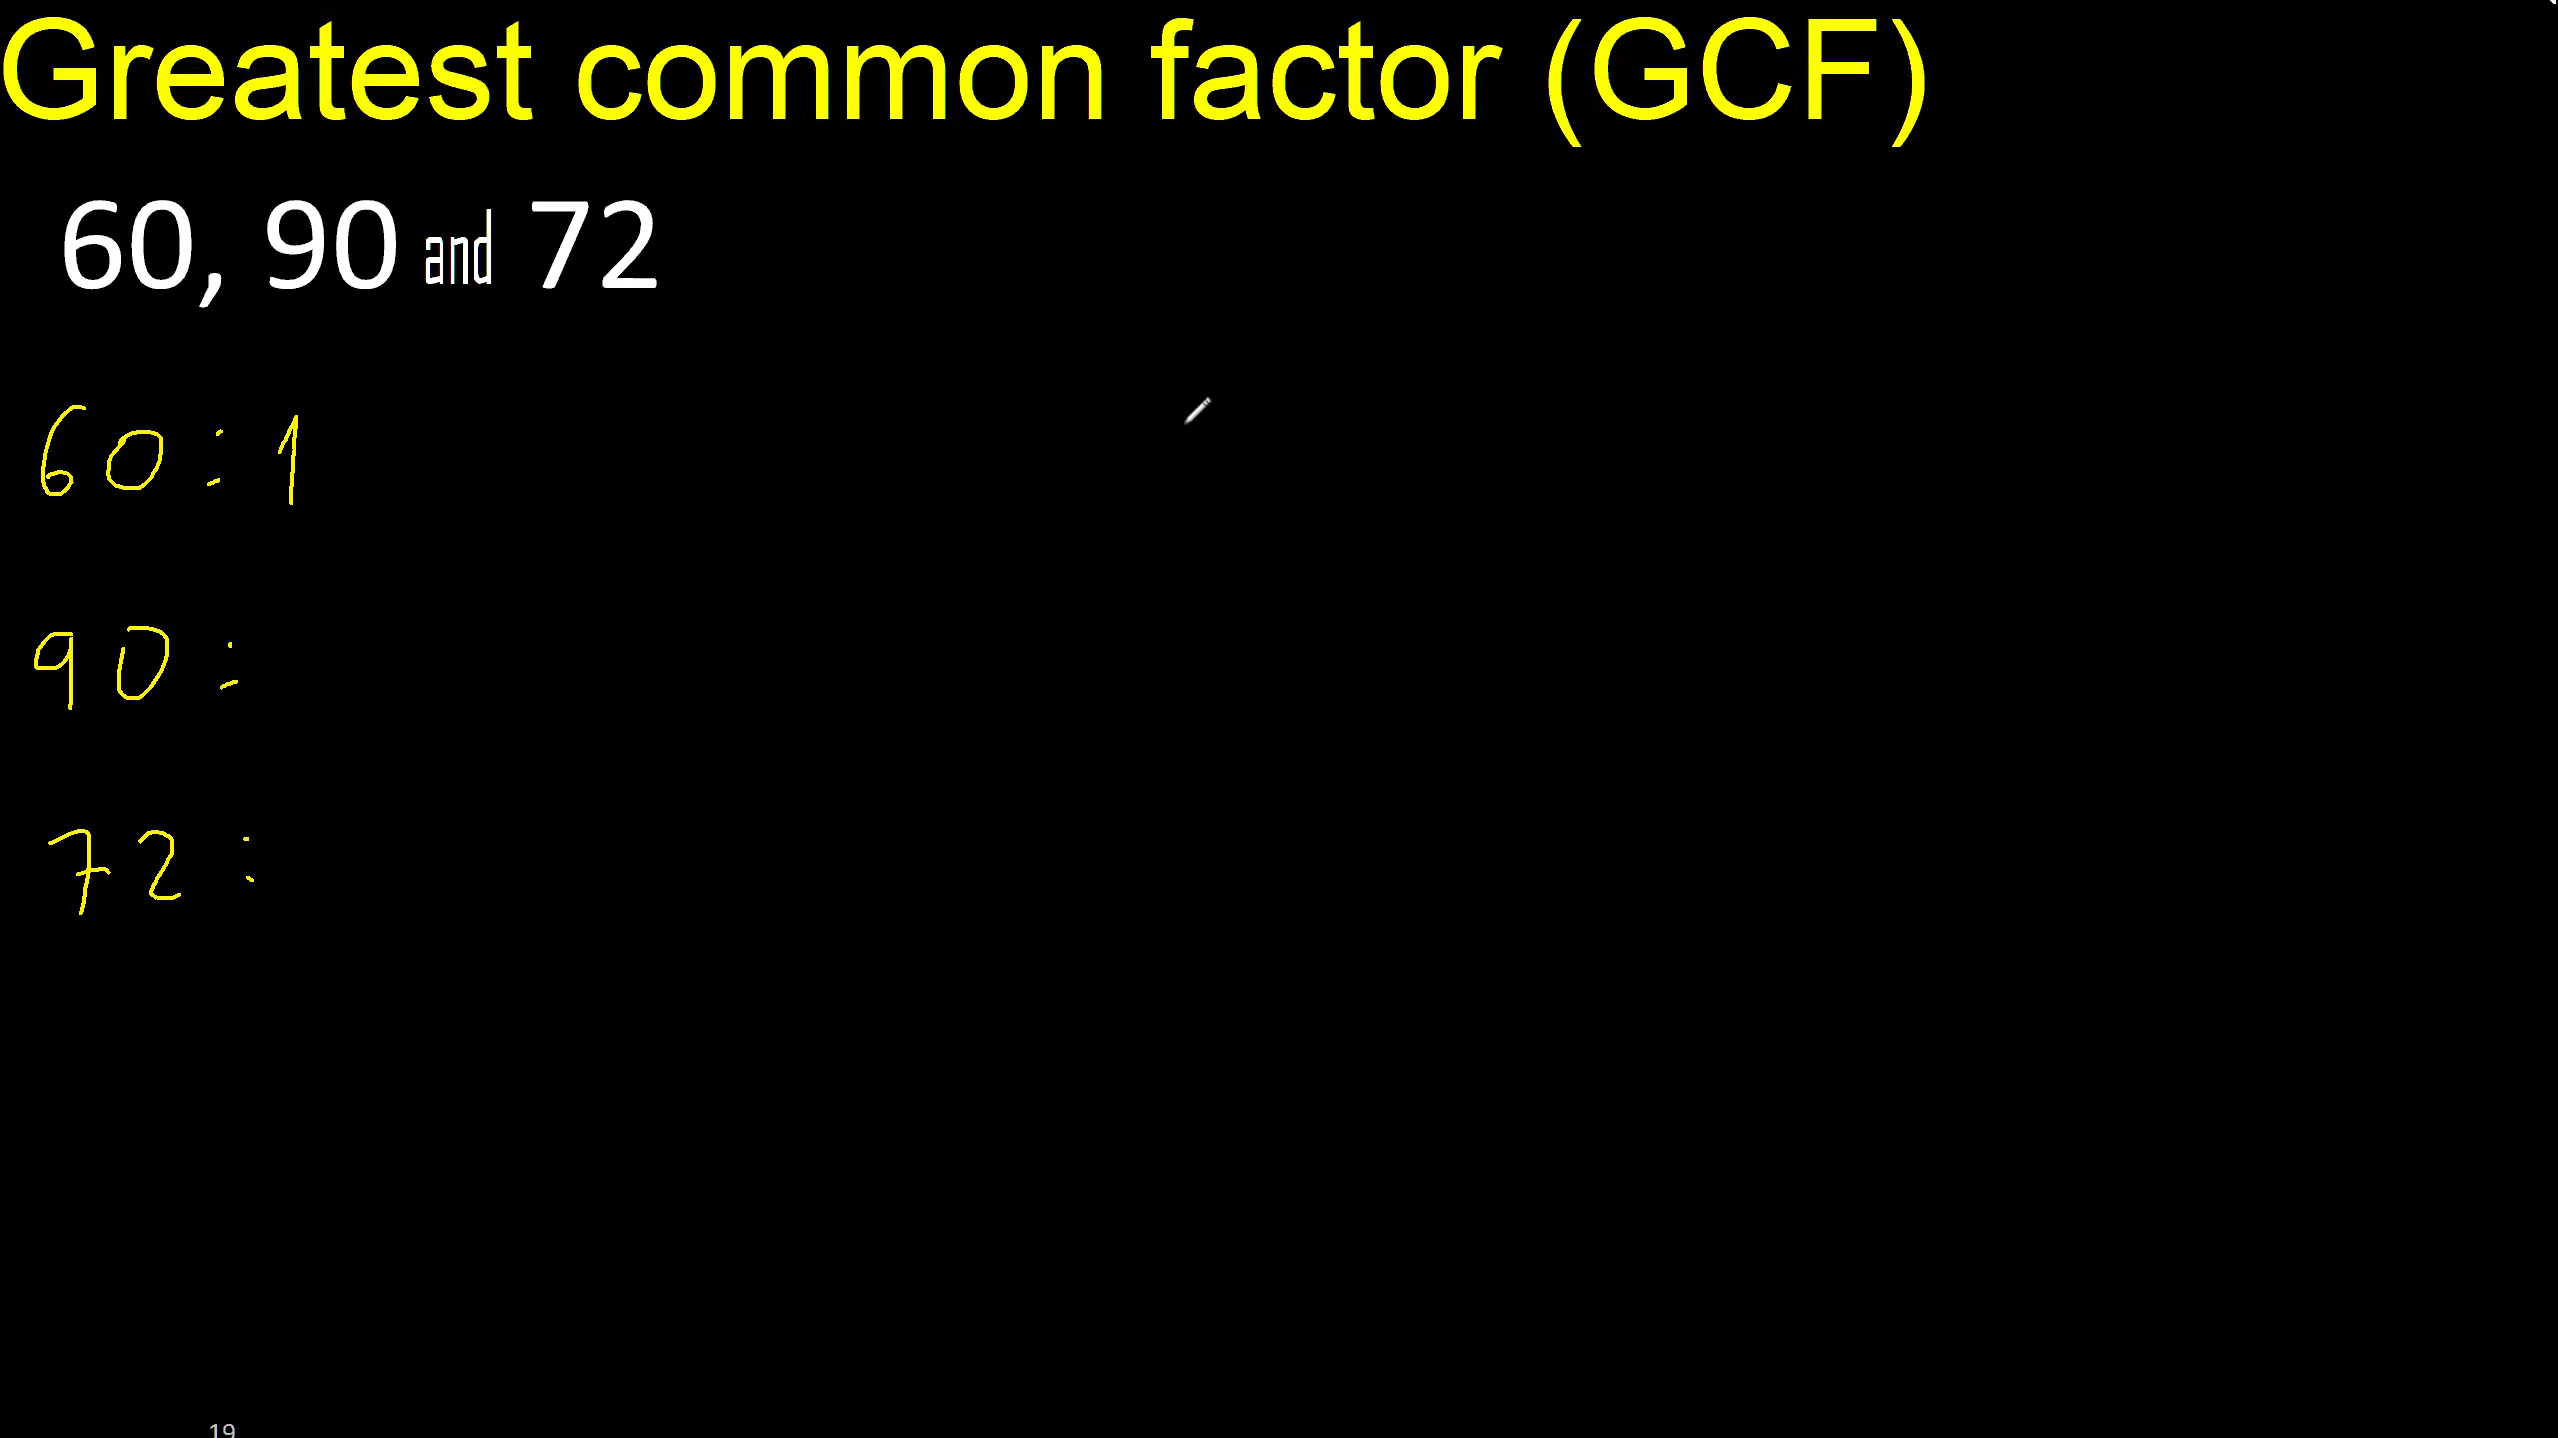 Greatest common factor (GCF)
60, 90 and 72
60: 1
90:
72:
19